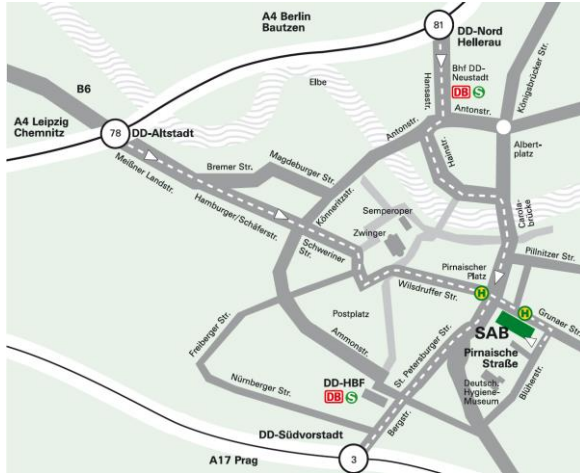 A4 Berlin
Bautzen
81
DD-Nord
Hellerau
Bhf DD-
Neustadt
DB S
Hansastr.
Königsbrücker Str.
B6
Elbe
Antonstr.
Antonstr.
A4 Leipzig
Chemnitz
78
DD-Altstadt
Hainstr.
Albert-
platz
Meißner Landstr.
Bremer Str.
Magdeburger Str.
Könneritzstr.
Hamburger/Schäferstr.
Semperoper
Zwinger
Carola-
brücke
Schweriner
Str.
Pirnaischer
Platz
Pillnitzer Str.
Wilsdruffer Str.
H
H
Grunaer Str.
Postplatz
SAB
Pirnaische
Straße
Freiberger Str.
Ammonstr.
St. Petersburger Str.
Deutsch.
Hygiene-
Museum
Blüherstr.
Nürnberger Str.
DD-HBF
DB S
Bergstr.
DD-Südvorstadt
A17 Prag
3